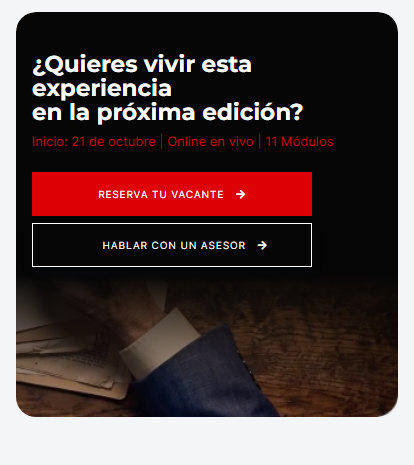 ¿Quieres vivir esta
experiencia
en la próxima edición?
Inicio: 21 de octubre | Online en vivo | 11 Módulos
RESERVA TU VACANTE →
HABLAR CON UN ASESOR →